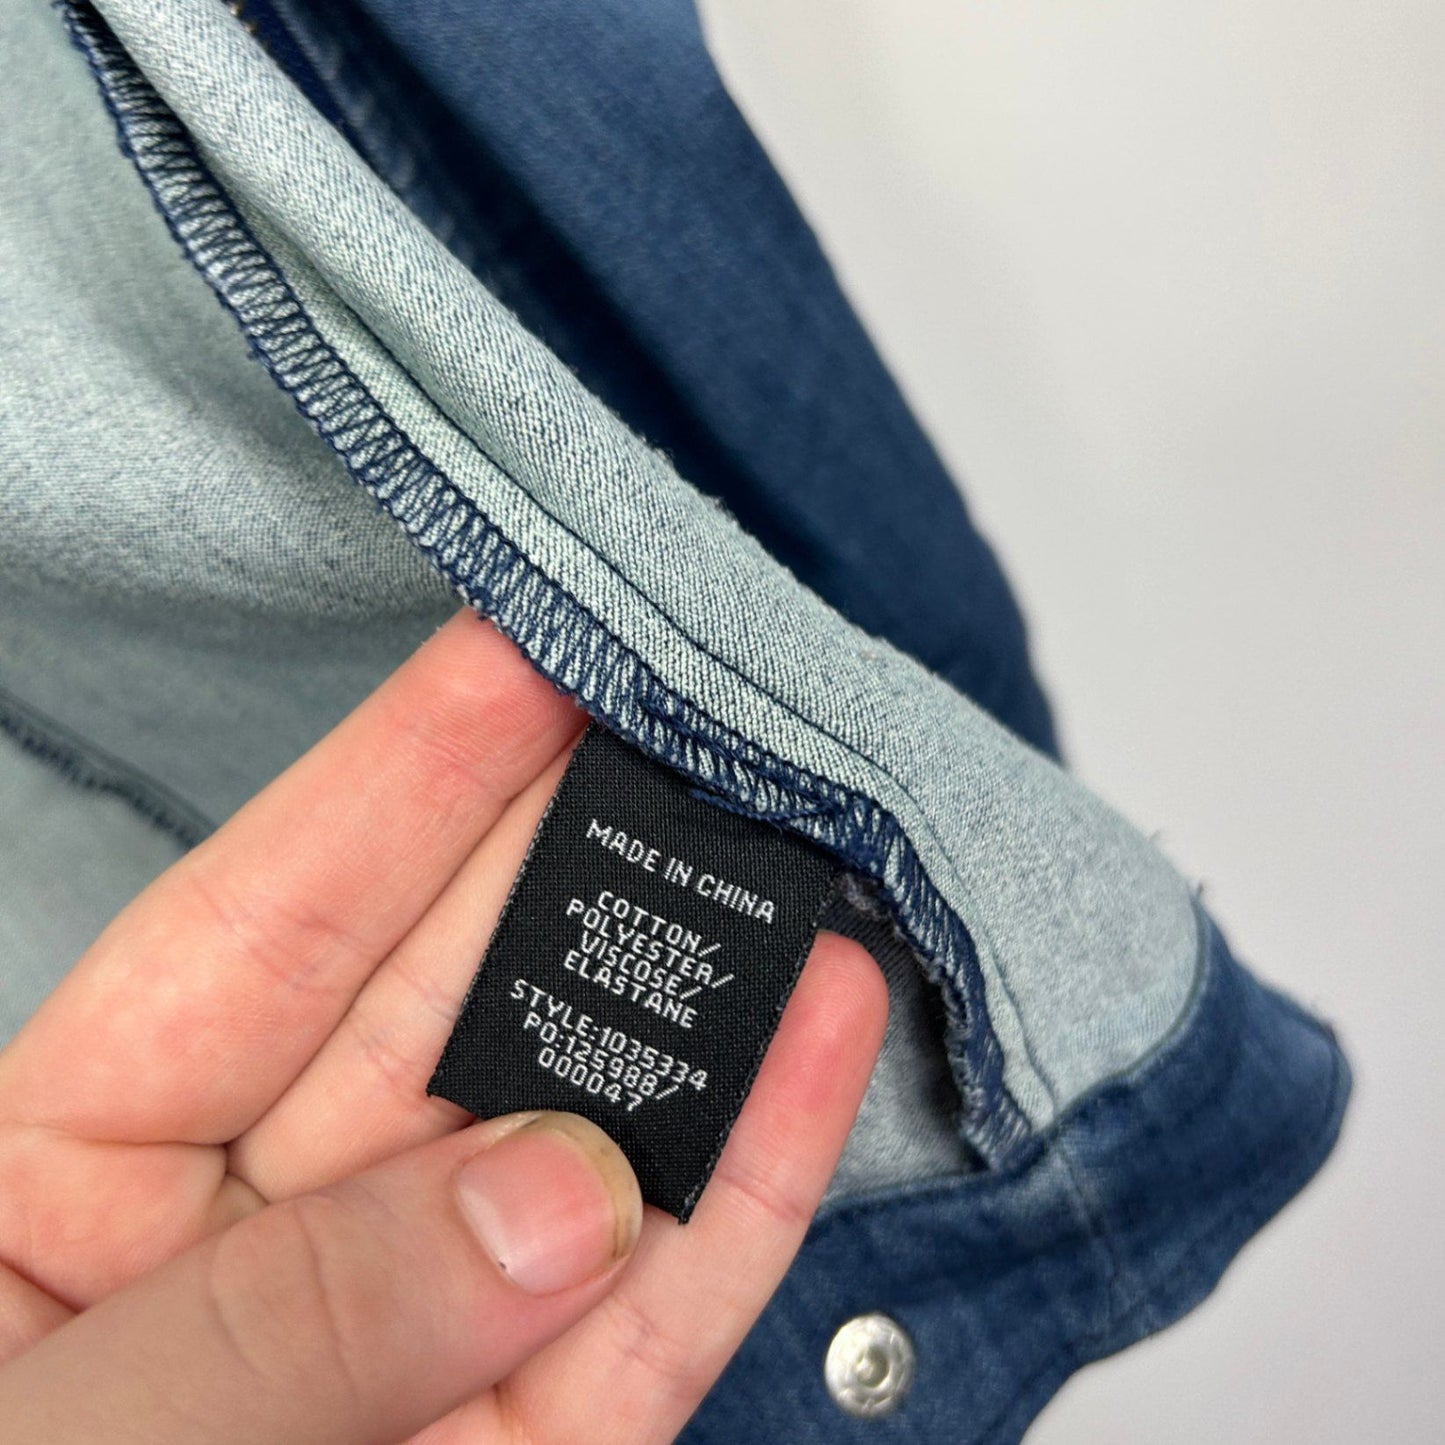 MADE IN CHINA
COTTON/
POLYESTER/
VISCOSE/
ELASTANE
STYLE:1035334
PO:125988/
000047